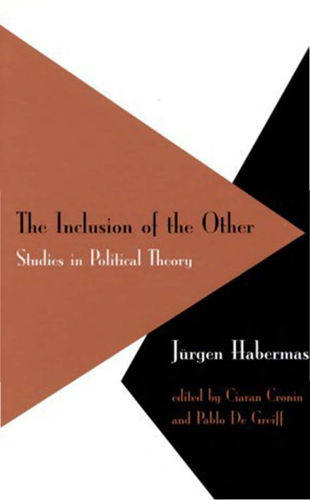 The Inclusion of the Other
Studies in Political Theory
Jürgen Habermas
edited by Ciaran Cronin
and Pablo De Greiff